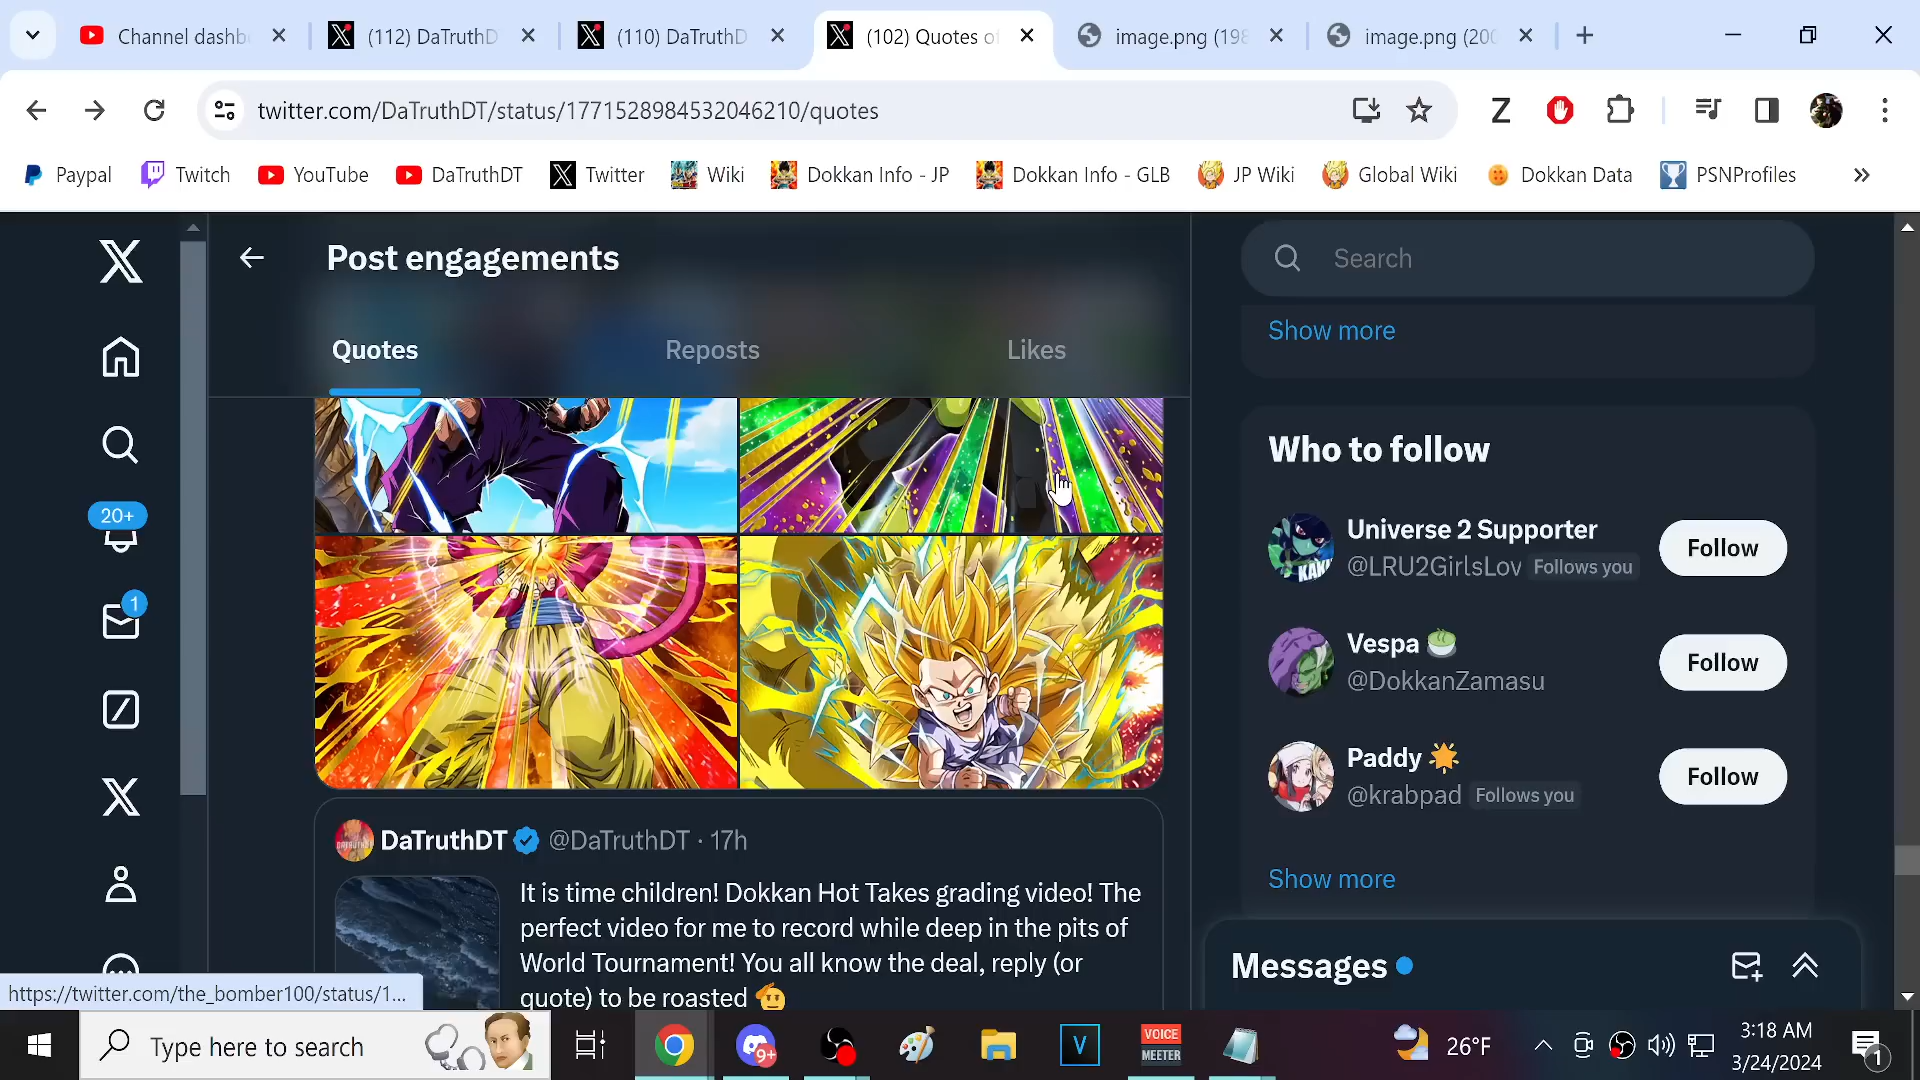 Channel dashb
(112) DaTruthD
(110) DaTruthD
(102) Quotes o
image.png (198
image.png (200
twitter.com/DaTruthDT/status/1771528984532046210/quotes
Z
Paypal
Twitch
YouTube
DaTruthDT
Twitter
Wiki
Dokkan Info - JP
Dokkan Info - GLB
JP Wiki
Global Wiki
Dokkan Data
PSNProfiles
Post engagements
Search
Quotes
Reposts
Likes
Show more
Who to follow
20+
1
Universe 2 Supporter
@LRU2GirlsLov Follows you
Follow
Vespa 🍵
@DokkanZamasu
Follow
Paddy 🌟
@krabpad Follows you
Follow
Show more
DaTruthDT @DaTruthDT · 17h
It is time children! Dokkan Hot Takes grading video! The
perfect video for me to record while deep in the pits of
World Tournament! You all know the deal, reply (or
quote) to be roasted 🫡
Messages
https://twitter.com/the_bomber100/status/1...
Type here to search
9+
V
VOICE
MEETER
26°F
3:18 AM
3/24/2024
1